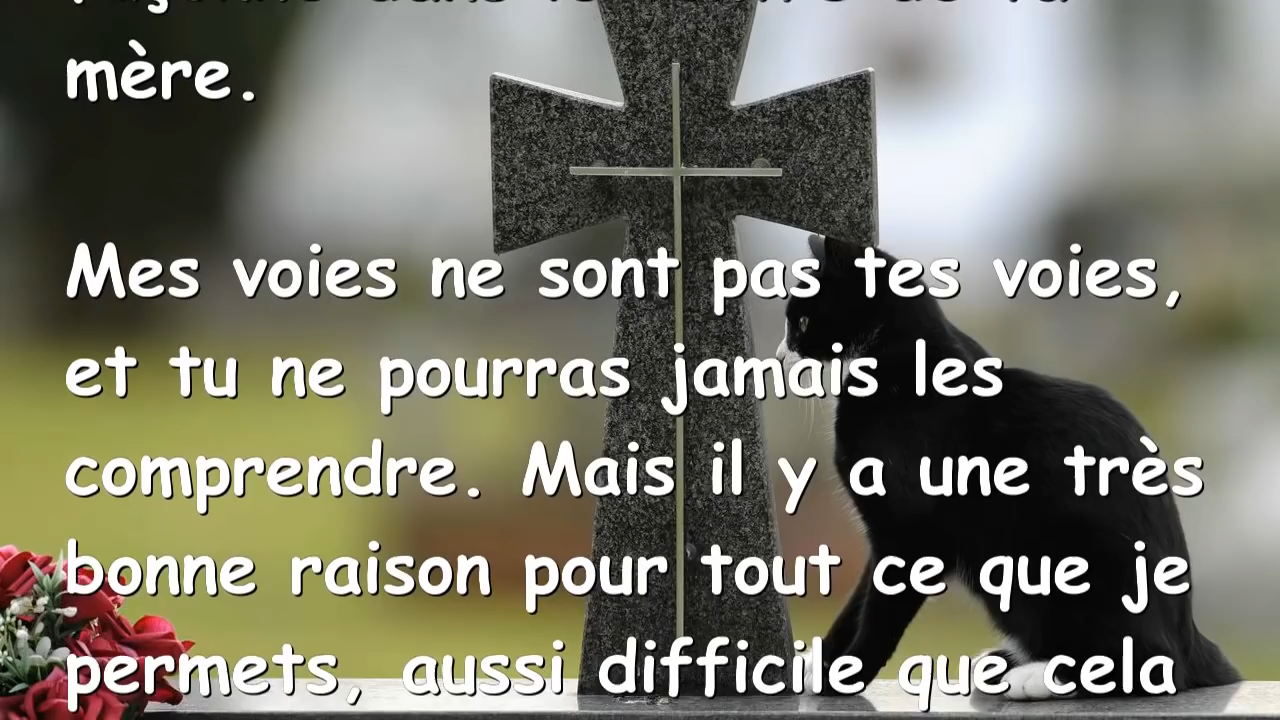 mère.
Mes voies ne sont pas tes voies,
et tu ne pourras jamais les
comprendre. Mais il y a une très
bonne raison pour tout ce que je
permets, aussi difficile que cela